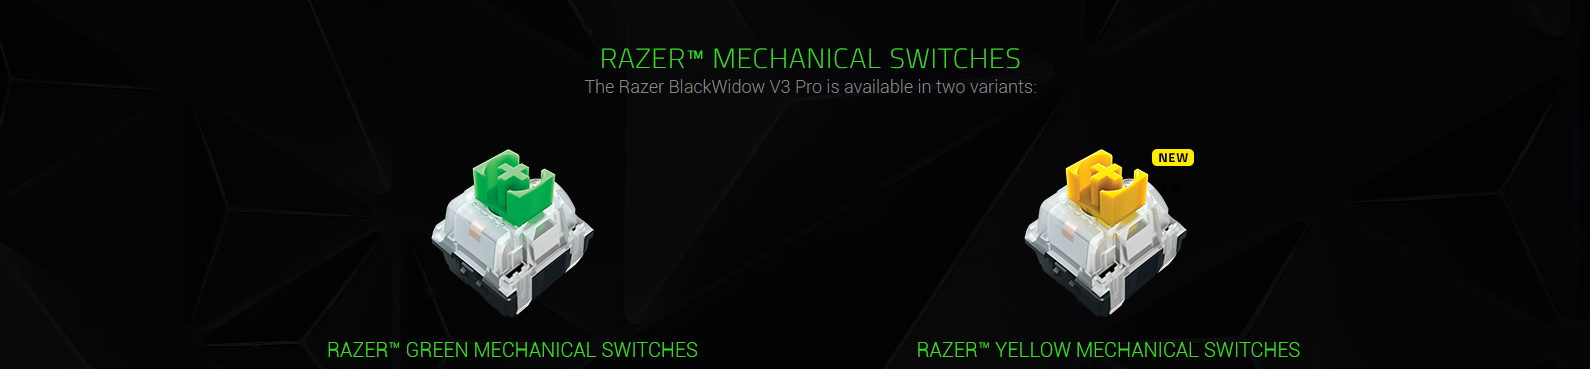 RAZER™ MECHANICAL SWITCHES
The Razer BlackWidow V3 Pro is available in two variants:
NEW
RAZER™ GREEN MECHANICAL SWITCHES
RAZER™ YELLOW MECHANICAL SWITCHES